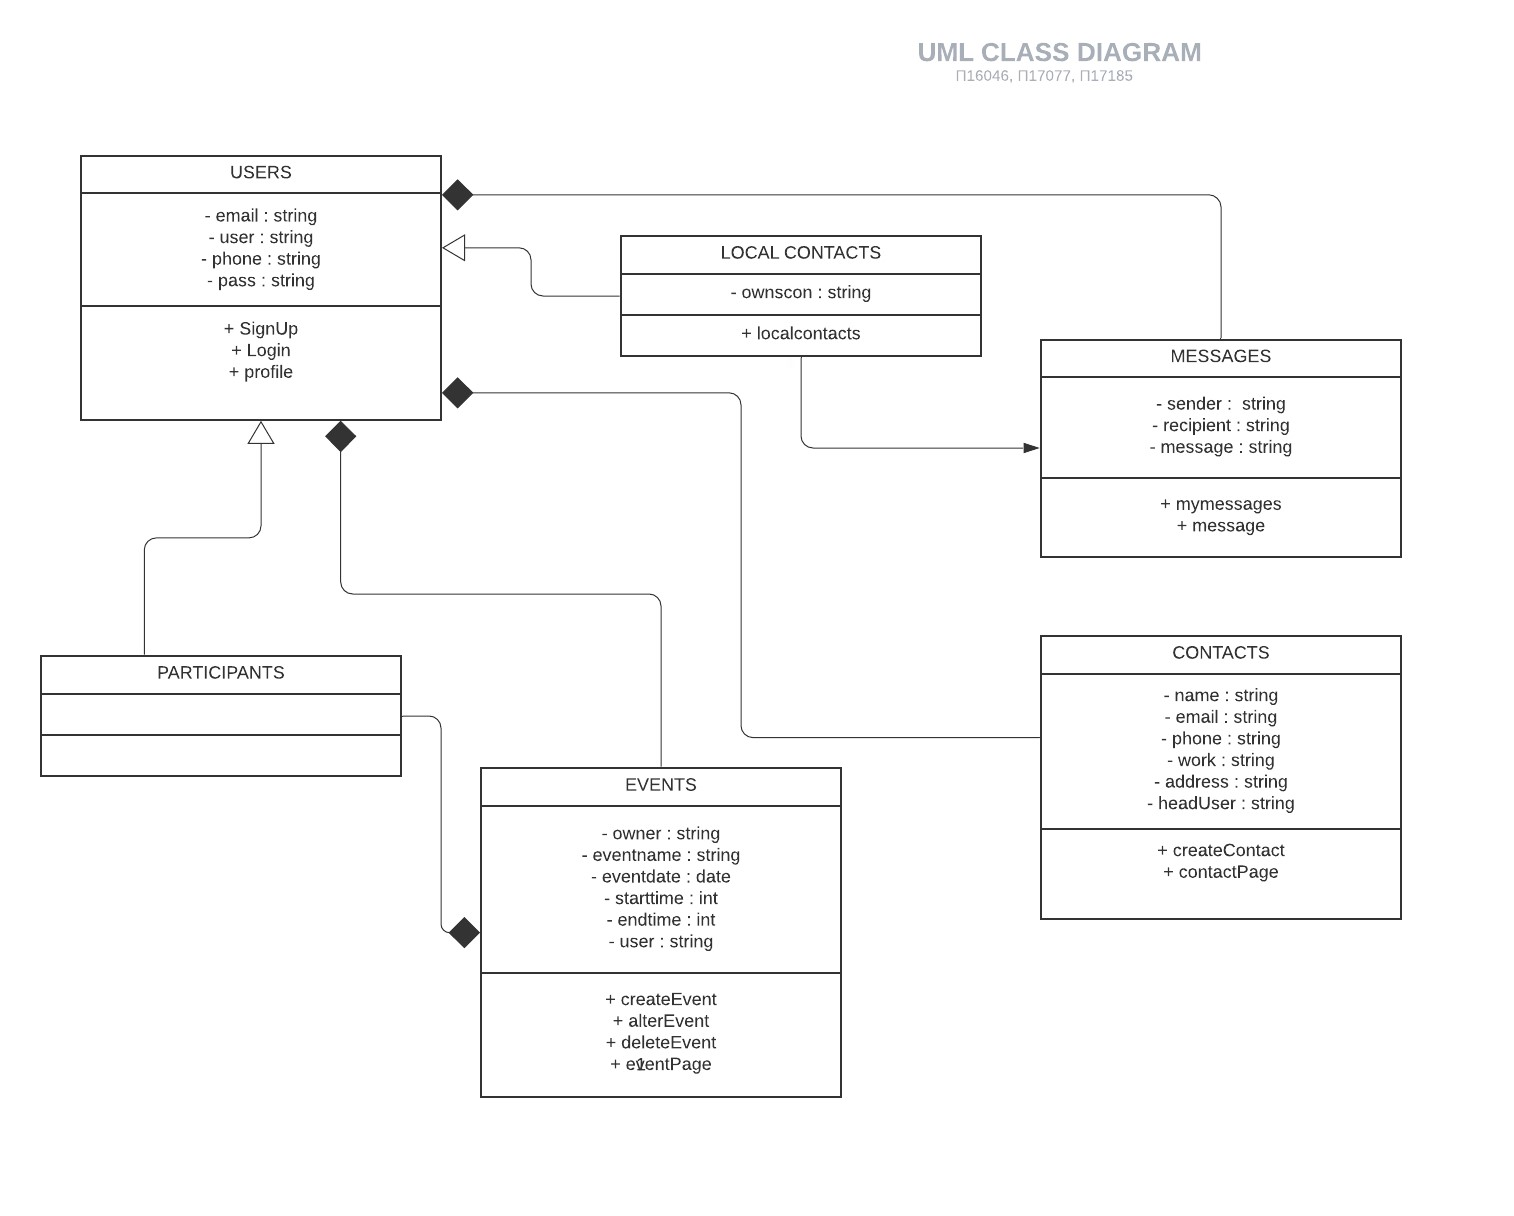 UML CLASS DIAGRAM
Π16046, Π17077, Π17185
USERS
- email : string
- user : string
- phone : string
- pass : string
+ SignUp
+ Login
+ profile
LOCAL CONTACTS
- ownscon : string
+ localcontacts
MESSAGES
- sender :  string
- recipient : string
- message : string
+ mymessages
+ message
PARTICIPANTS
CONTACTS
- name : string
- email : string
- phone : string
- work : string
- address : string
- headUser : string
+ createContact
+ contactPage
EVENTS
- owner : string
- eventname : string
- eventdate : date
- starttime : int
- endtime : int
- user : string
+ createEvent
+ alterEvent
+ deleteEvent
+ eventPage
1